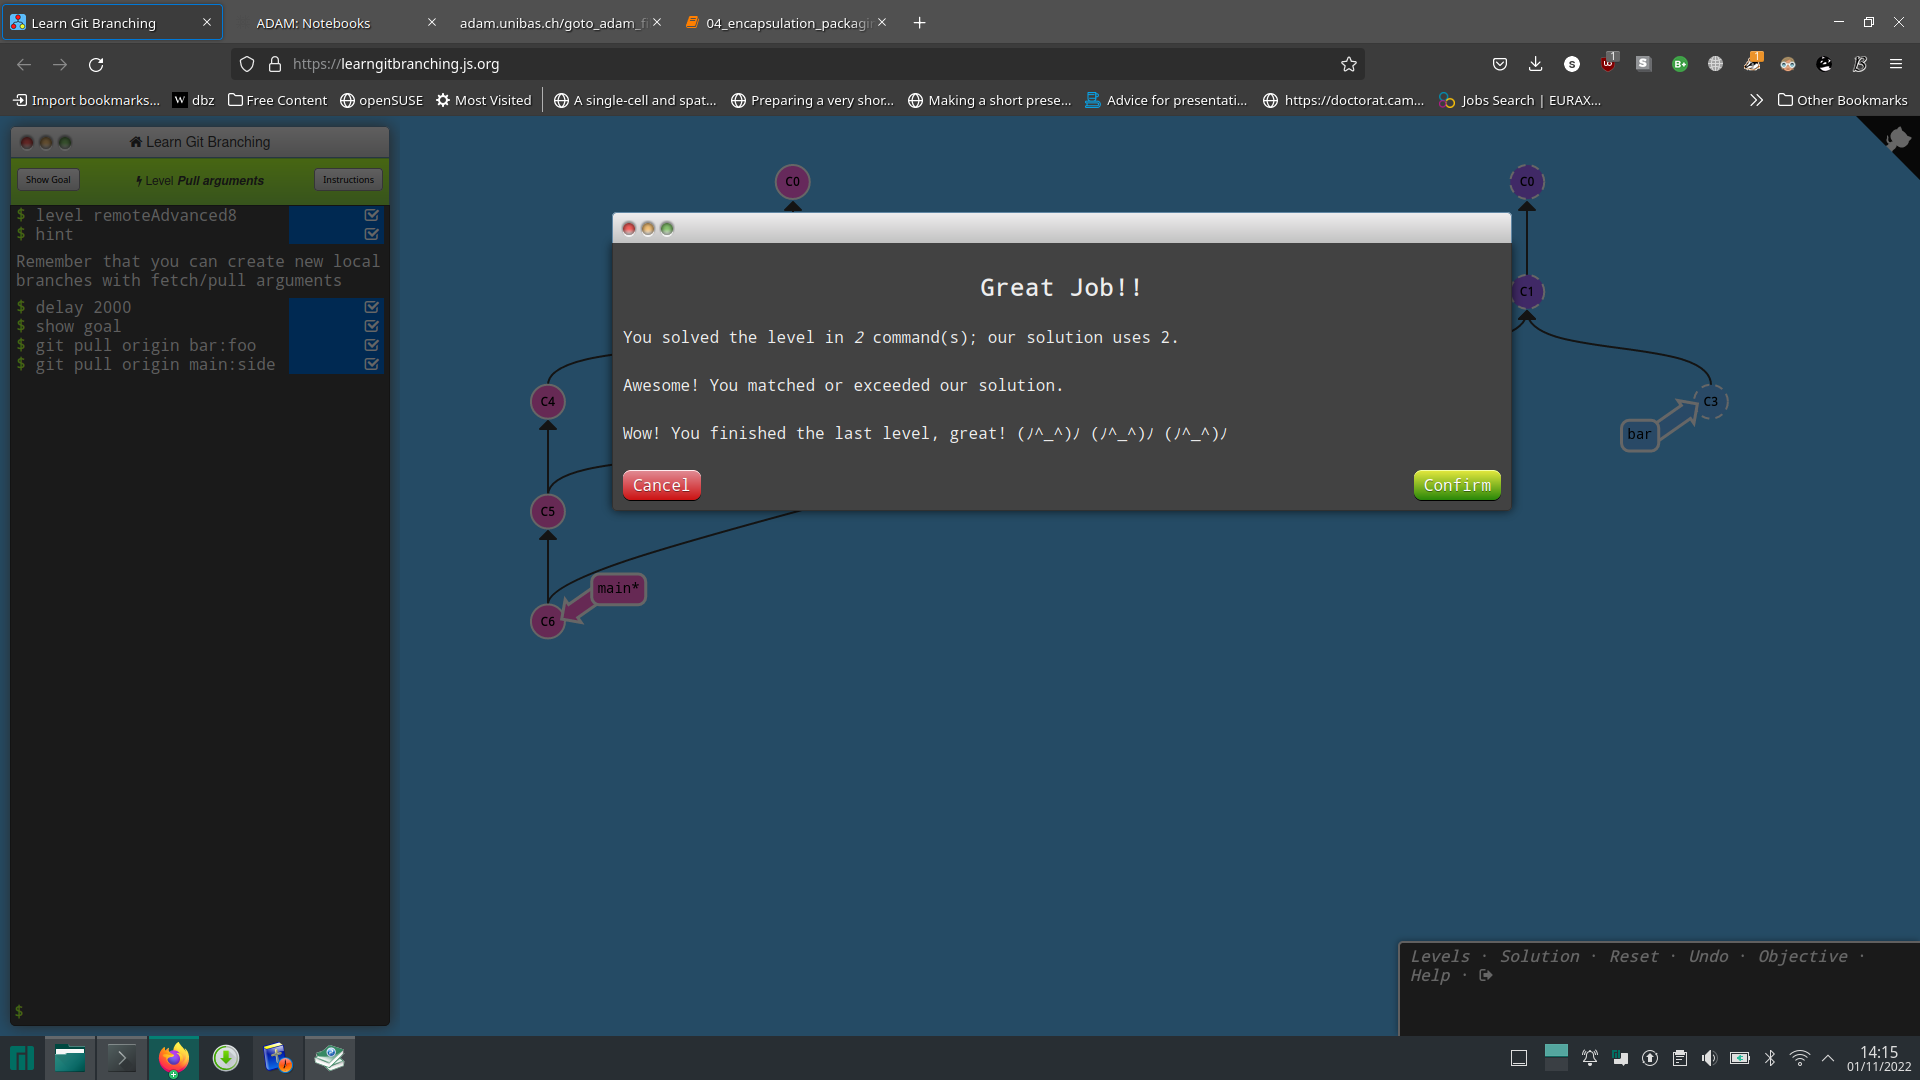 Learn Git Branching
ADAM: Notebooks
adam.unibas.ch/goto_adam_fi
04_encapsulation_packagin
https://learngitbranching.js.org
1
1
Import bookmarks...
W dbz
Free Content
openSUSE
Most Visited
A single-cell and spat...
Preparing a very shor...
Making a short prese...
Advice for presentati...
https://doctorat.cam...
Jobs Search | EURAX...
Other Bookmarks
Learn Git Branching
Show Goal
Level Pull arguments
Instructions
$ level remoteAdvanced8
$ hint
Remember that you can create new local
branches with fetch/pull arguments
$ delay 2000
$ show goal
$ git pull origin bar:foo
$ git pull origin main:side
$
C0
C4
C5
C6
main*
C0
C1
C3
bar
Great Job!!
You solved the level in 2 command(s); our solution uses 2.
Awesome! You matched or exceeded our solution.
Wow! You finished the last level, great! (ﾉ^_^)ﾉ (ﾉ^_^)ﾉ (ﾉ^_^)ﾉ
Cancel
Confirm
Levels · Solution · Reset · Undo · Objective ·
Help ·
14:15
01/11/2022